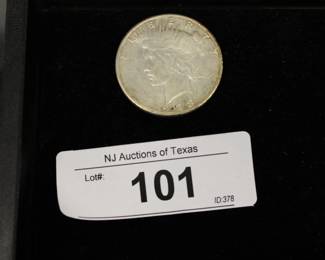 LIBERTY
NJ Auctions of Texas
Lot#:
101
ID:378